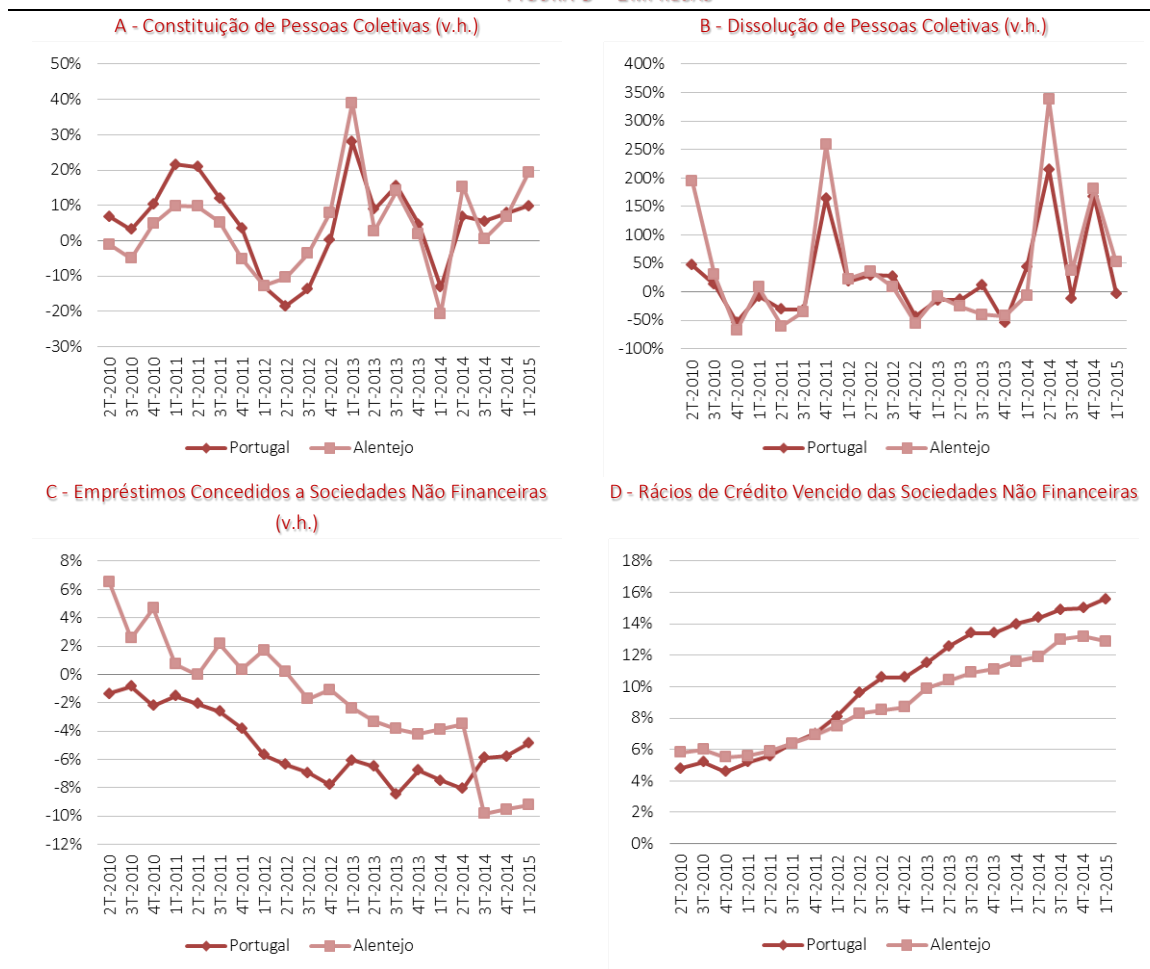 A - Constituição de Pessoas Coletivas (v.h.)
50%
40%
30%
20%
10%
0%
-10%
-20%
-30%
2T-2010
3T-2010
4T-2010
1T-2011
2T-2011
3T-2011
4T-2011
1T-2012
2T-2012
3T-2012
4T-2012
1T-2013
2T-2013
3T-2013
4T-2013
1T-2014
2T-2014
3T-2014
4T-2014
1T-2015
Portugal Alentejo
B - Dissolução de Pessoas Coletivas (v.h.)
400%
350%
300%
250%
200%
150%
100%
50%
0%
-50%
-100%
2T-2010
3T-2010
4T-2010
1T-2011
2T-2011
3T-2011
4T-2011
1T-2012
2T-2012
3T-2012
4T-2012
1T-2013
2T-2013
3T-2013
4T-2013
1T-2014
2T-2014
3T-2014
4T-2014
1T-2015
Portugal Alentejo
C - Empréstimos Concedidos a Sociedades Não Financeiras
(v.h.)
8%
6%
4%
2%
0%
-2%
-4%
-6%
-8%
-10%
-12%
2T-2010
3T-2010
4T-2010
1T-2011
2T-2011
3T-2011
4T-2011
1T-2012
2T-2012
3T-2012
4T-2012
1T-2013
2T-2013
3T-2013
4T-2013
1T-2014
2T-2014
3T-2014
4T-2014
1T-2015
Portugal Alentejo
D - Rácios de Crédito Vencido das Sociedades Não Financeiras
18%
16%
14%
12%
10%
8%
6%
4%
2%
0%
2T-2010
3T-2010
4T-2010
1T-2011
2T-2011
3T-2011
4T-2011
1T-2012
2T-2012
3T-2012
4T-2012
1T-2013
2T-2013
3T-2013
4T-2013
1T-2014
2T-2014
3T-2014
4T-2014
1T-2015
Portugal Alentejo